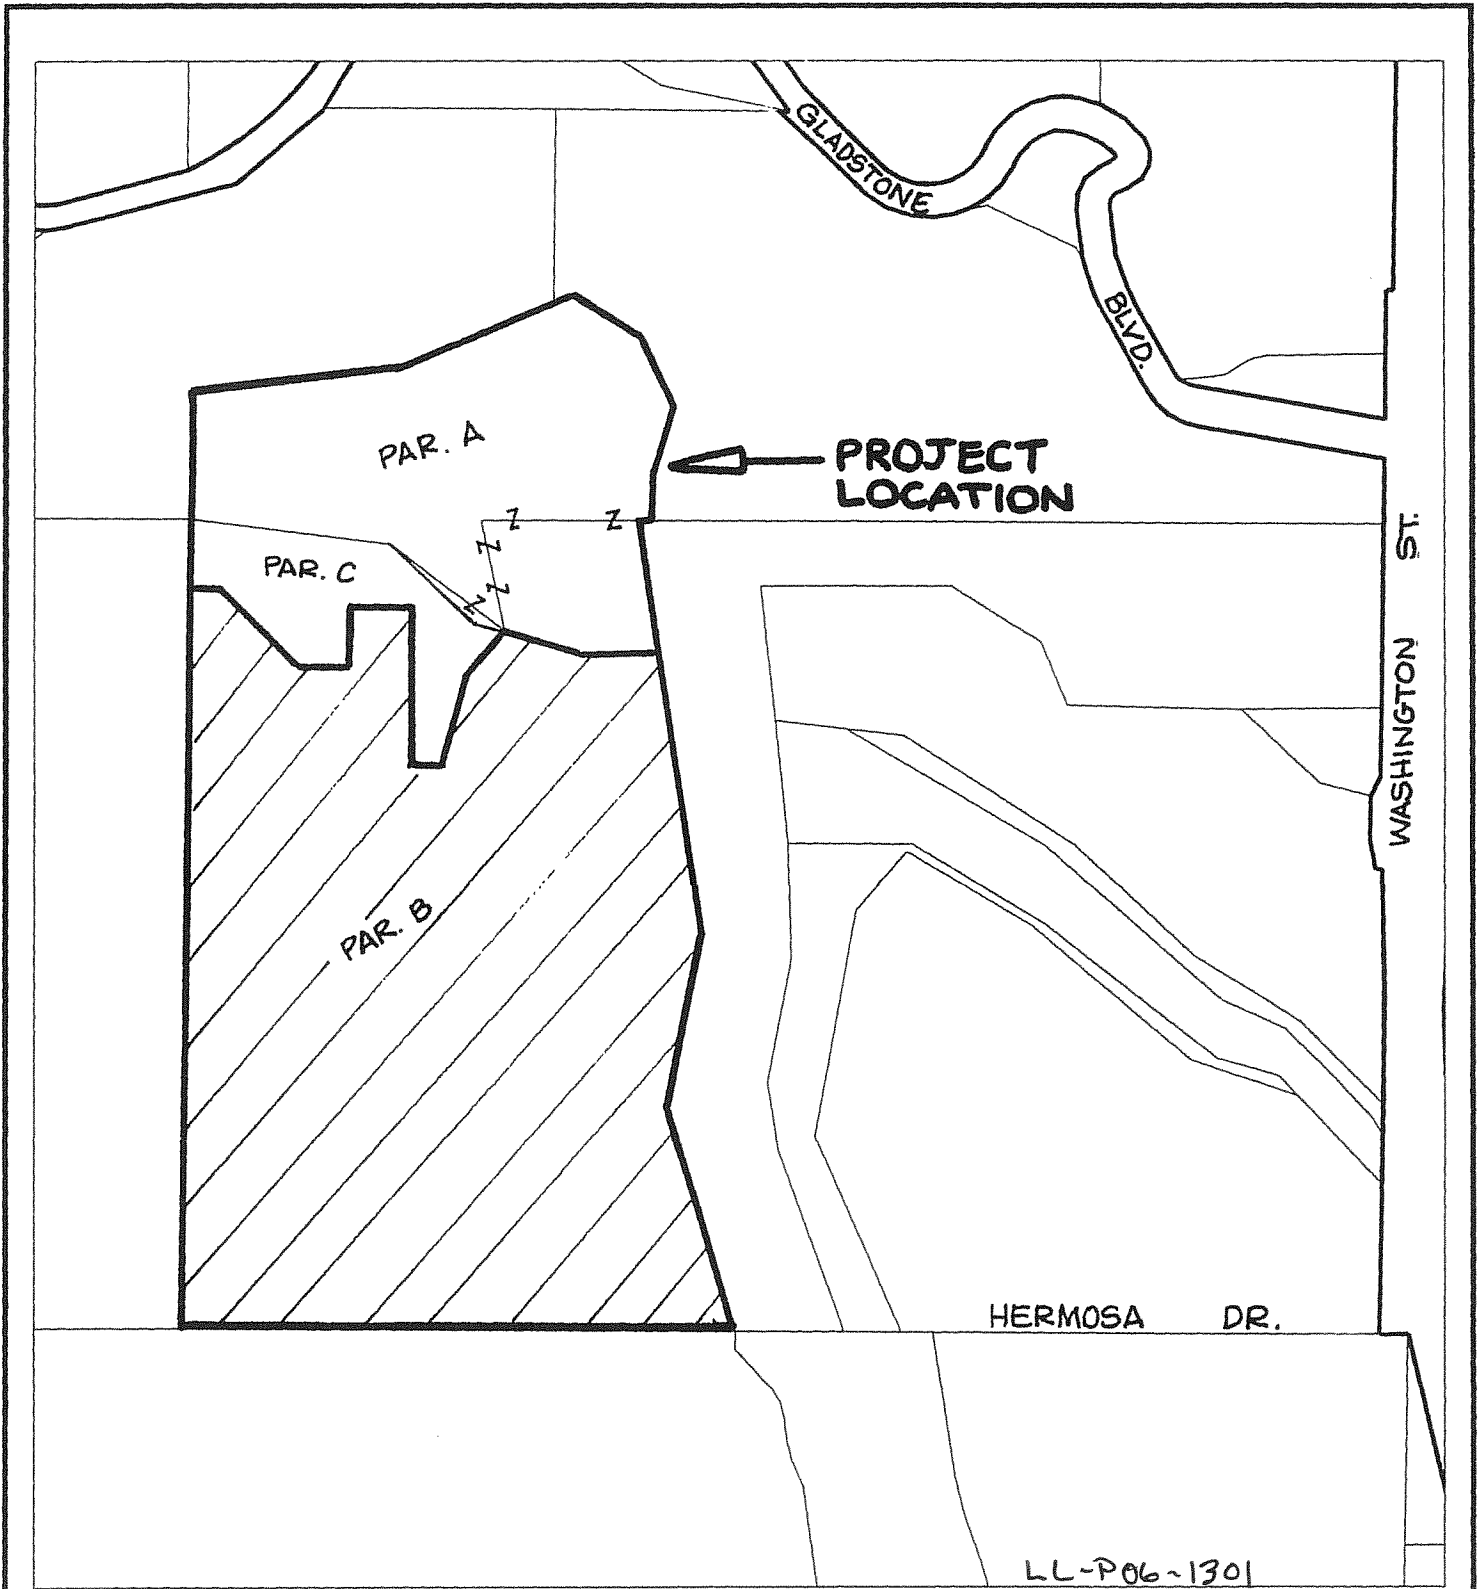 GLADSTONE
BLVD.
PAR. A
PROJECT
LOCATION
Z Z
Z
Z
Z
PAR. C
WASHINGTON ST.
PAR. B
HERMOSA DR.
LL-P06-1301